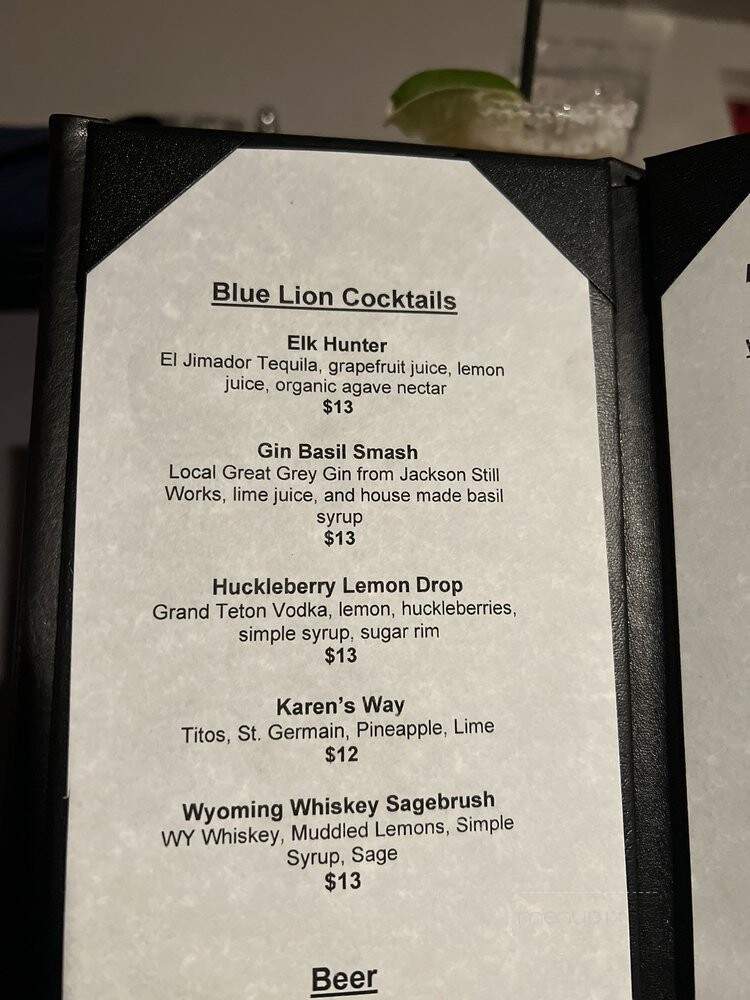 Blue Lion Cocktails
Elk Hunter
El Jimador Tequila, grapefruit juice, lemon
juice, organic agave nectar
$13
Gin Basil Smash
Local Great Grey Gin from Jackson Still
Works, lime juice, and house made basil
syrup
$13
Huckleberry Lemon Drop
Grand Teton Vodka, lemon, huckleberries,
simple syrup, sugar rim
$13
Karen's Way
Titos, St. Germain, Pineapple, Lime
$12
Wyoming Whiskey Sagebrush
WY Whiskey, Muddled Lemons, Simple
Syrup, Sage
$13
Beer